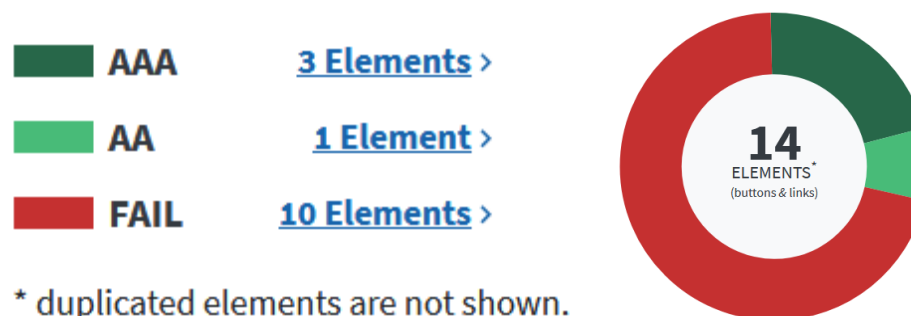 AAA 3 Elements >
AA 1 Element >
FAIL 10 Elements >
* duplicated elements are not shown.
14
ELEMENTS*
(buttons & links)